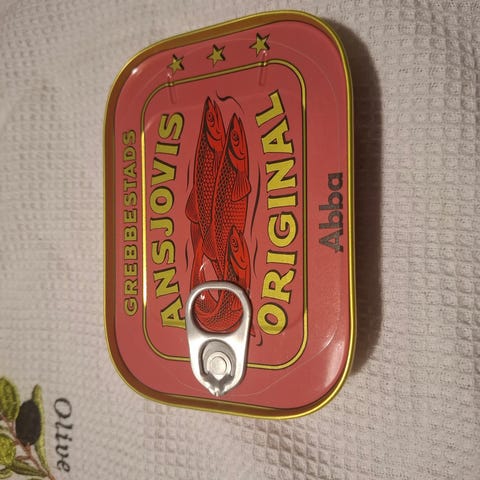 GREBBESTADS
ANSJOVIS
ORIGINAL
Abba
Olive